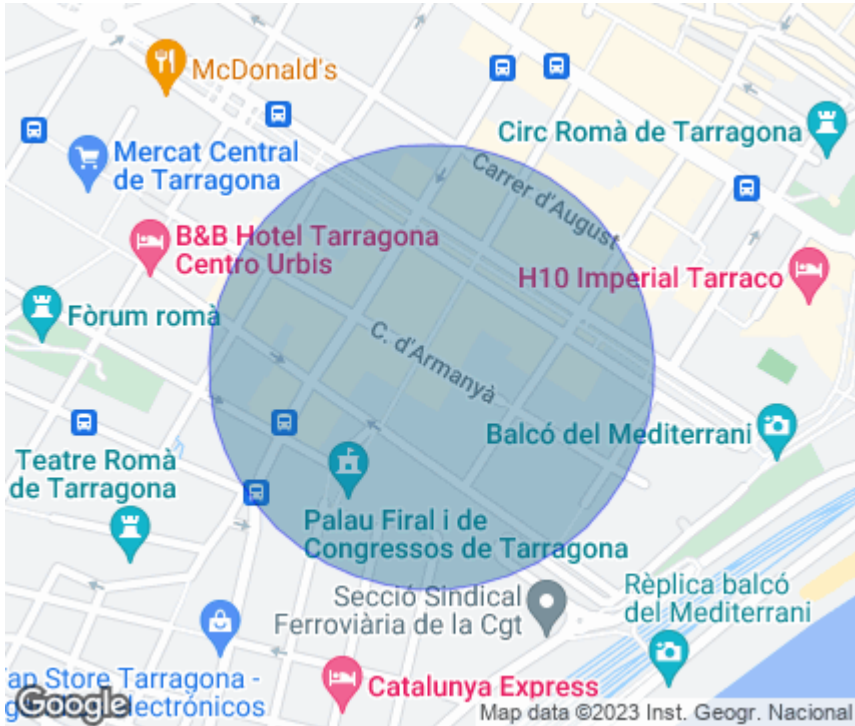 McDonald's
Circ Romà de Tarragona
Mercat Central
de Tarragona
Carrer d'August
B&B Hotel Tarragona
Centro Urbis
H10 Imperial Tarraco
Fòrum romà
C. d'Armanyà
Balcó del Mediterrani
Teatre Romà
de Tarragona
Palau Firal i de
Congressos de Tarragona
Secció Sindical
Ferroviària de la Cgt
Rèplica balcó
del Mediterrani
Store Tarragona -
Catalunya Express
Google
Map data ©2023 Inst. Geogr. Nacional